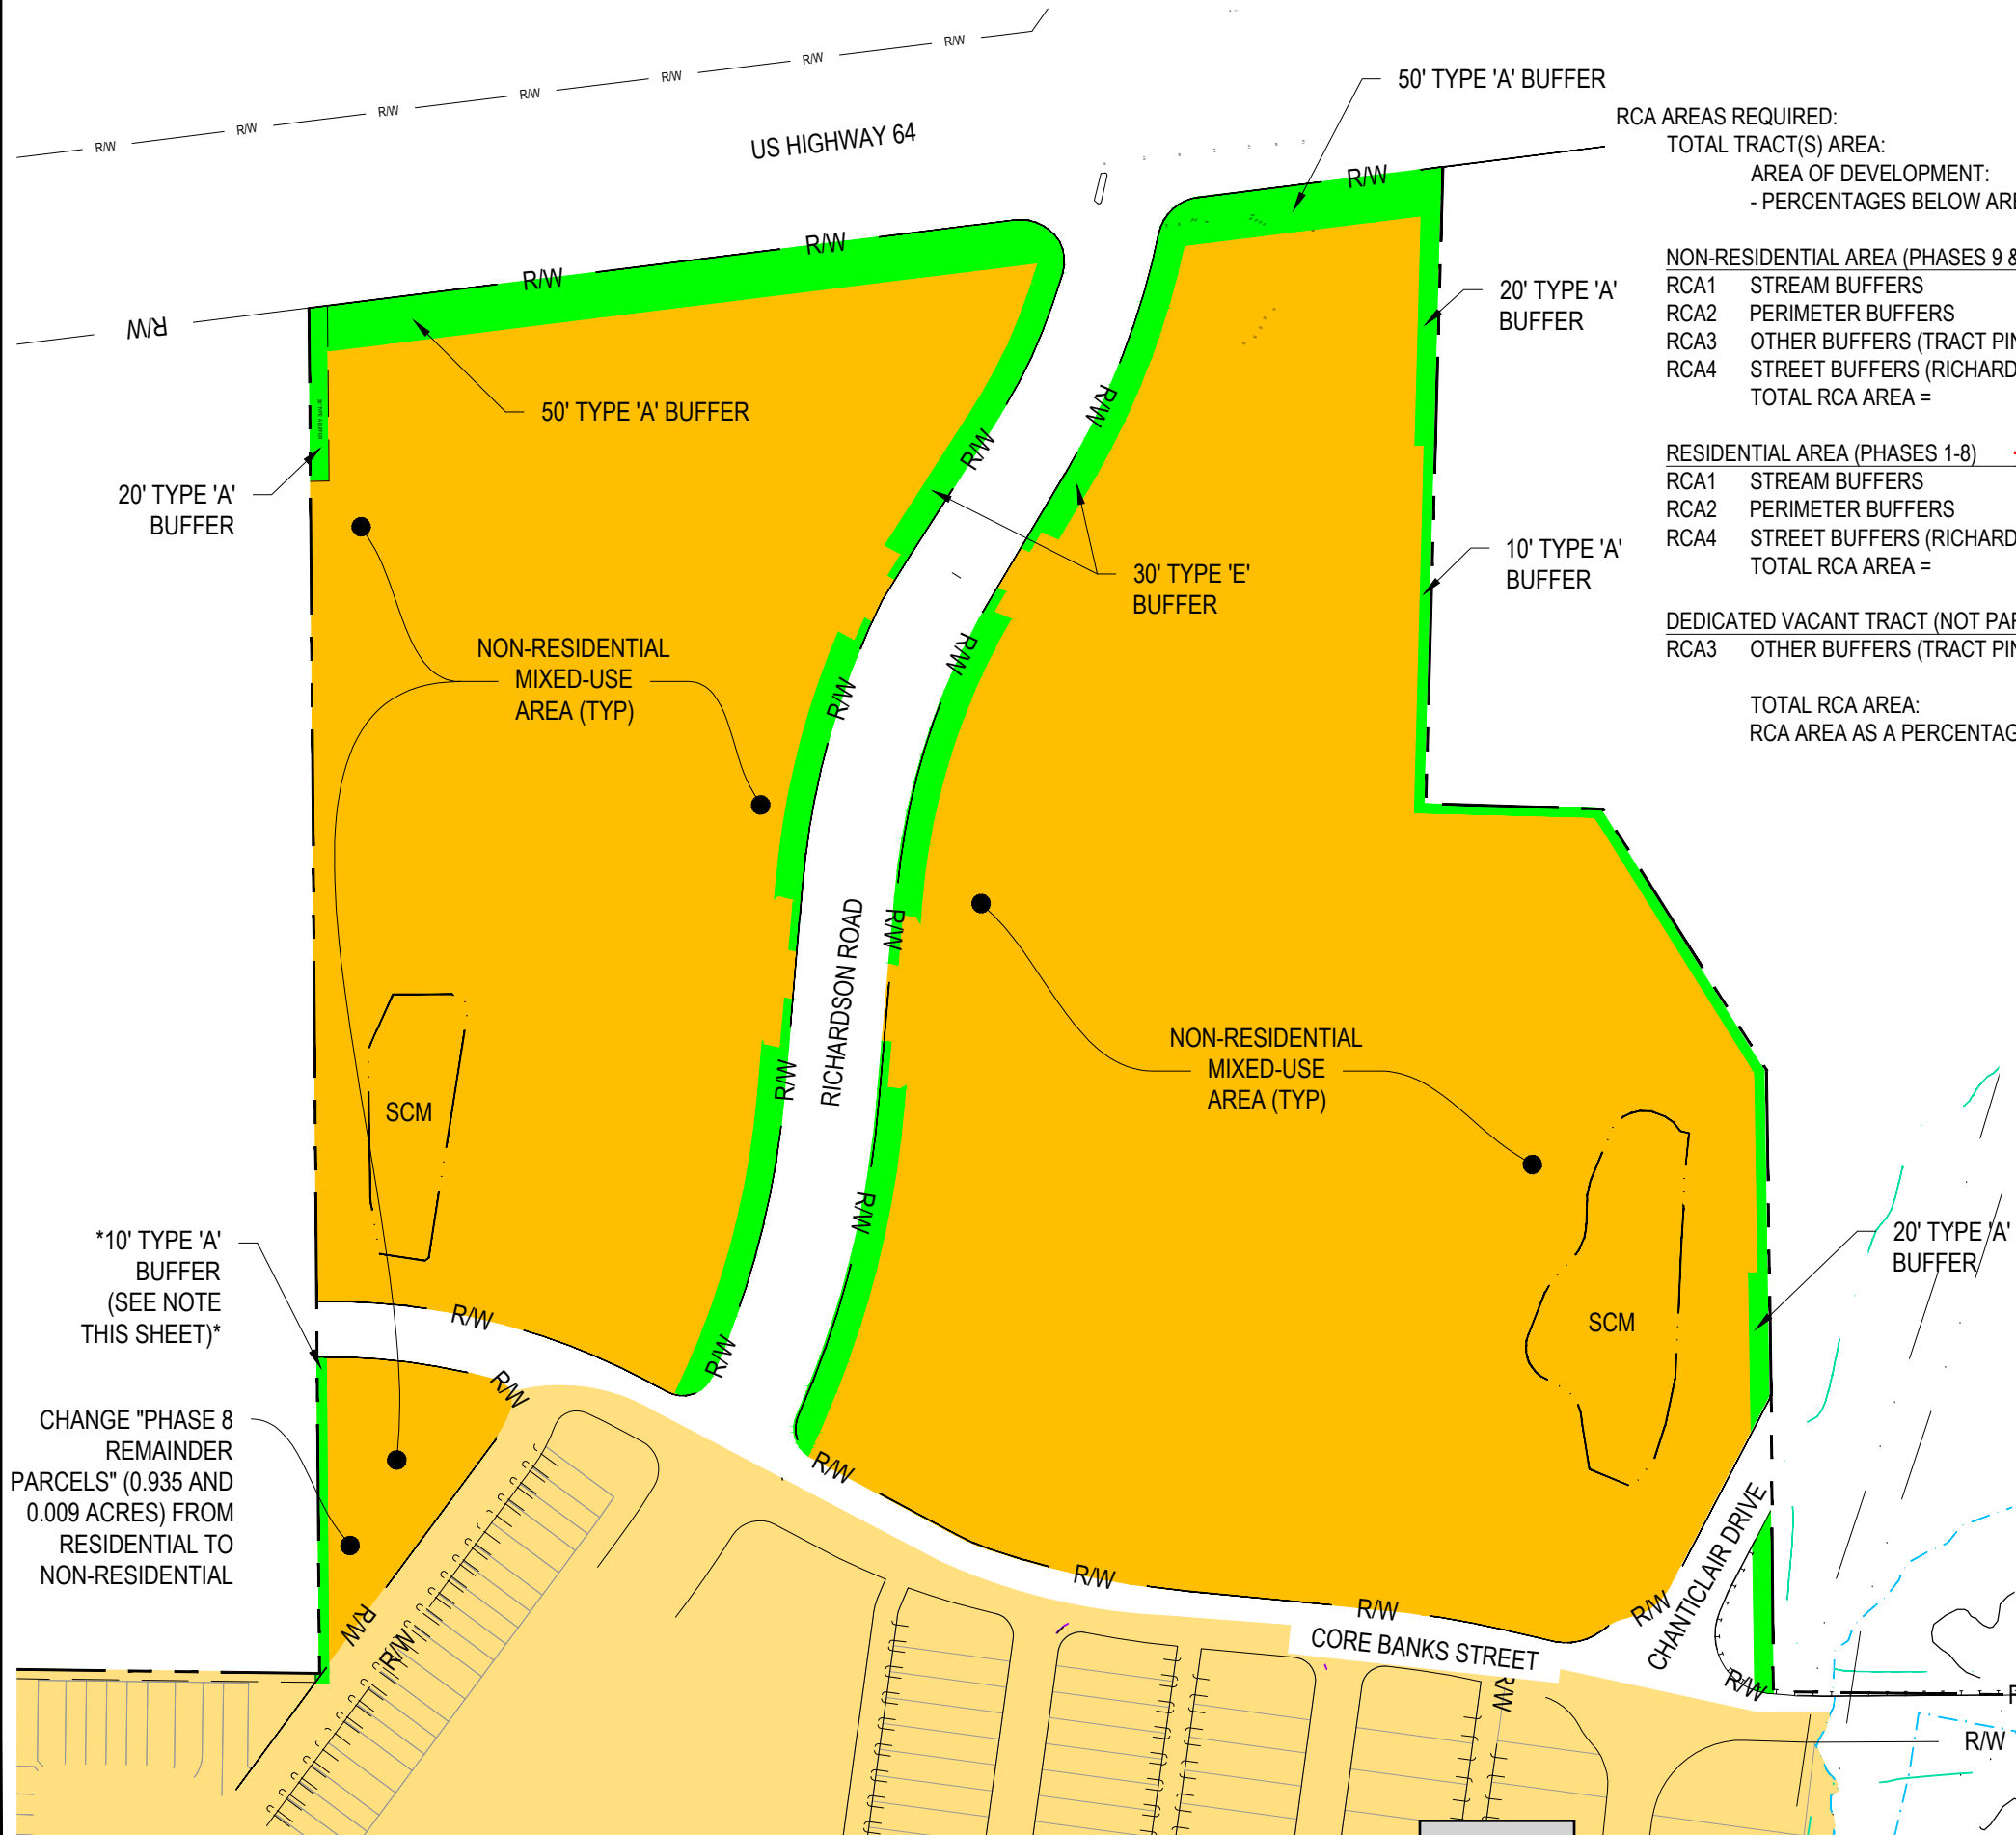 R/W
R/W
R/W
R/W
R/W
R/W
R/W
US HIGHWAY 64
50' TYPE 'A' BUFFER
R/W
R/W
R/W
R/W
50' TYPE 'A' BUFFER
20' TYPE 'A'
BUFFER
20' TYPE 'A'
BUFFER
10' TYPE 'A'
BUFFER
R/W
R/W
30' TYPE 'E'
BUFFER
NON-RESIDENTIAL
MIXED-USE
AREA (TYP)
R/W
R/W
R/W
RICHARDSON ROAD
NON-RESIDENTIAL
MIXED-USE
AREA (TYP)
R/W
R/W
SCM
SCM
20' TYPE 'A'
BUFFER
*10' TYPE 'A'
BUFFER
(SEE NOTE
THIS SHEET)*
R/W
R/W
R/W
CHANGE "PHASE 8
REMAINDER
PARCELS" (0.935 AND
0.009 ACRES) FROM
RESIDENTIAL TO
NON-RESIDENTIAL
R/W
R/W
R/W
R/W
R/W
R/W
CHANTICLAIR DRIVE
CORE BANKS STREET
R/W
R/W
R/W
RCA AREAS REQUIRED:
TOTAL TRACT(S) AREA:
AREA OF DEVELOPMENT:
- PERCENTAGES BELOW ARE
NON-RESIDENTIAL AREA (PHASES 9 &
RCA1 STREAM BUFFERS
RCA2 PERIMETER BUFFERS
RCA3 OTHER BUFFERS (TRACT PIN
RCA4 STREET BUFFERS (RICHARD
TOTAL RCA AREA =
RESIDENTIAL AREA (PHASES 1-8)
RCA1 STREAM BUFFERS
RCA2 PERIMETER BUFFERS
RCA4 STREET BUFFERS (RICHARD
TOTAL RCA AREA =
DEDICATED VACANT TRACT (NOT PAR
RCA3 OTHER BUFFERS (TRACT PIN
TOTAL RCA AREA:
RCA AREA AS A PERCENTAG